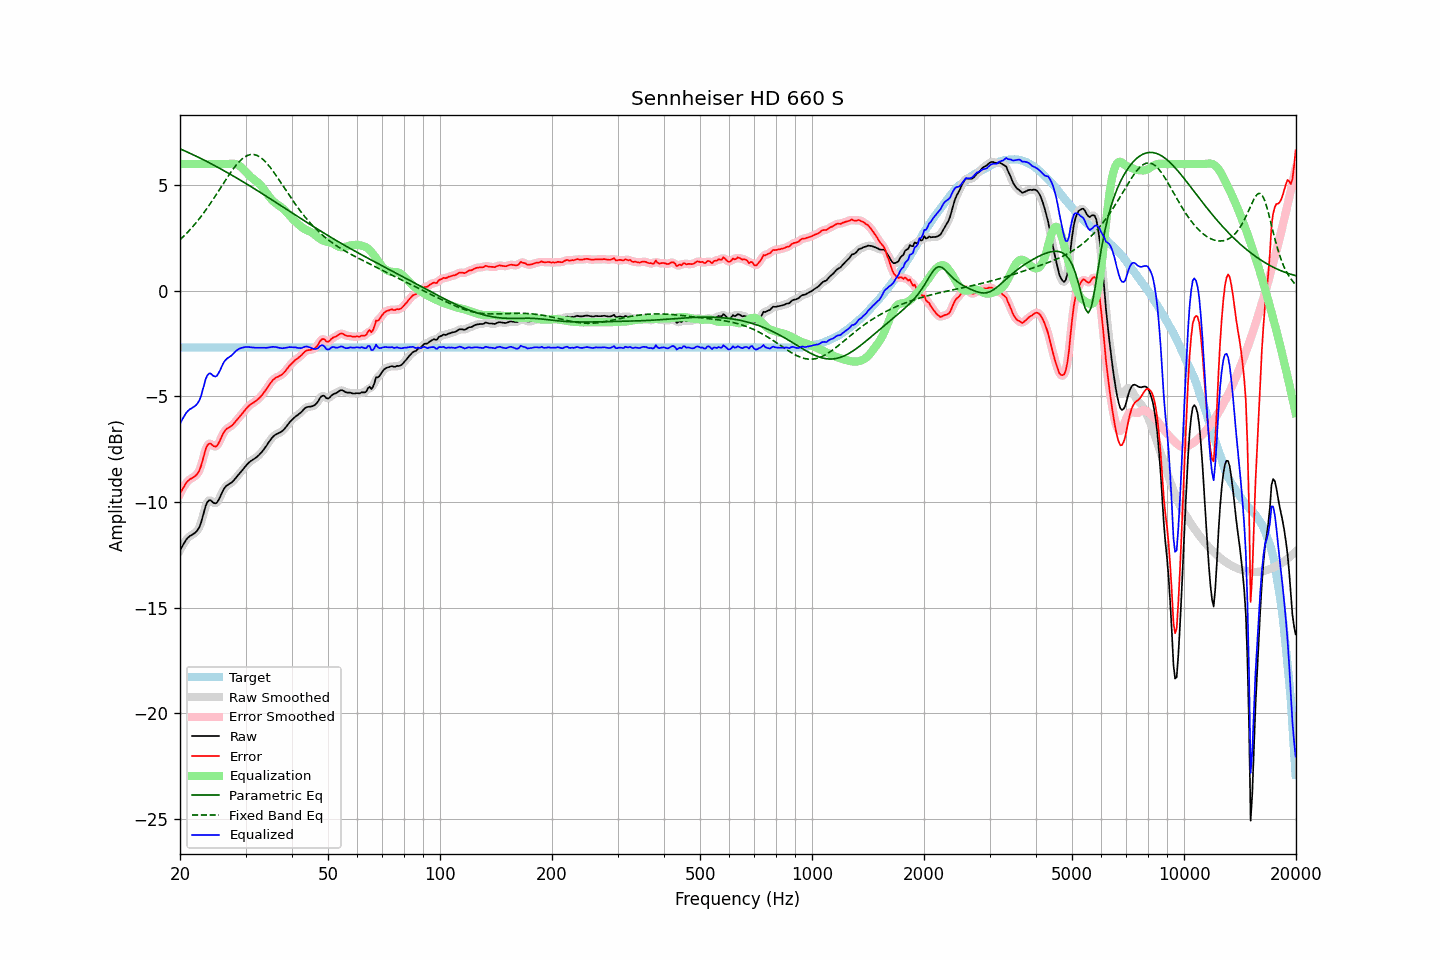 Sennheiser HD 660 S
Amplitude (dBr)
5
0
−5
−10
−15
−20
−25
Target
Raw Smoothed
Error Smoothed
Raw
Error
Equalization
Parametric Eq
Fixed Band Eq
Equalized
20 50 100 200 500 1000 2000 5000 10000 20000
Frequency (Hz)